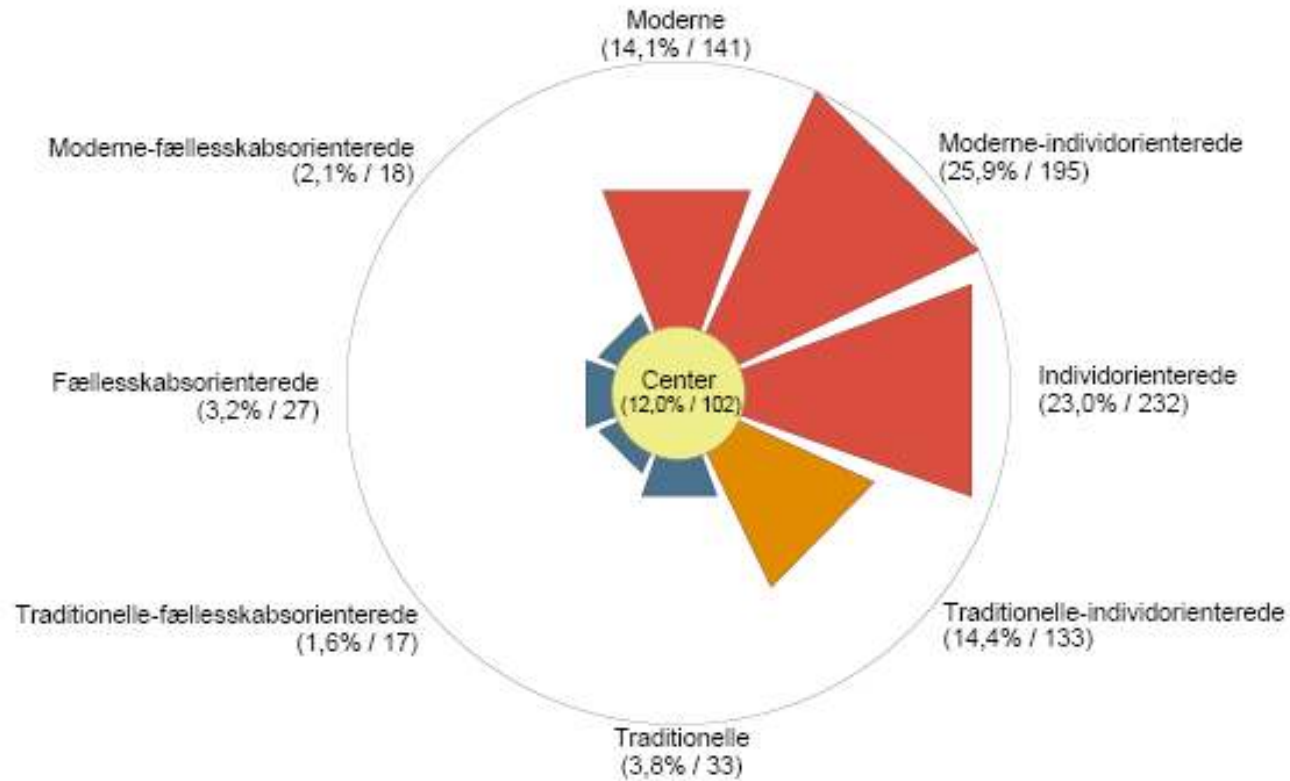 Moderne
(14,1% / 141)
Moderne-fællesskabsorienterede
(2,1% / 18)
Moderne-individorienterede
(25,9% / 195)
Fællesskabsorienterede
(3,2% / 27)
Center
(12,0% / 102)
Individorienterede
(23,0% / 232)
Traditionelle-fællesskabsorienterede
(1,6% / 17)
Traditionelle-individorienterede
(14,4% / 133)
Traditionelle
(3,8% / 33)